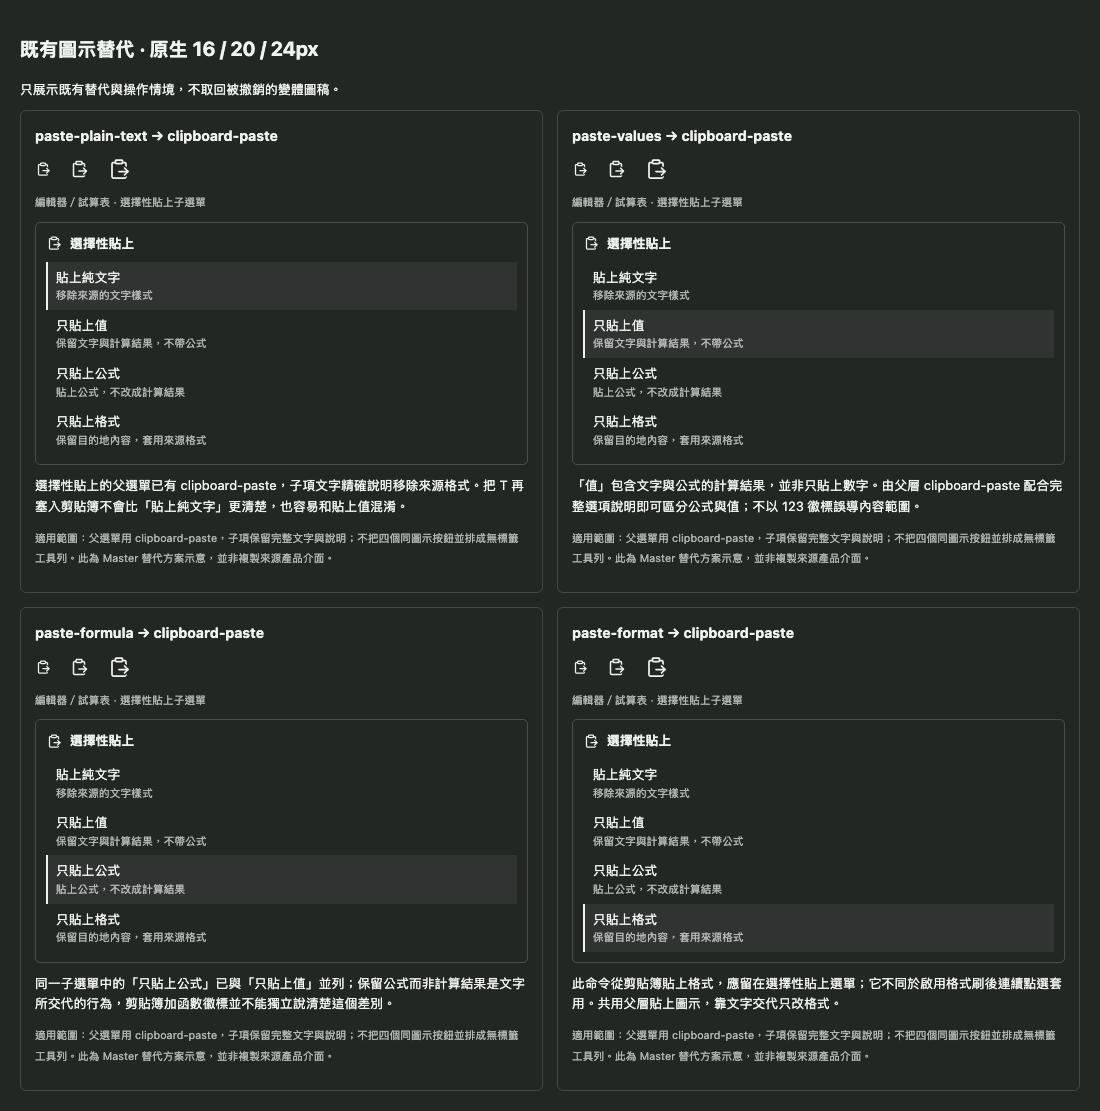 既有圖示替代 · 原生 16 / 20 / 24px
只展示既有替代與操作情境，不取回被撤銷的變體圖稿。
paste-plain-text → clipboard-paste
編輯器 / 試算表 · 選擇性貼上子選單
選擇性貼上
貼上純文字
移除來源的文字樣式
只貼上值
保留文字與計算結果，不帶公式
只貼上公式
貼上公式，不改成計算結果
只貼上格式
保留目的地內容，套用來源格式
選擇性貼上的父選單已有 clipboard-paste，子項文字精確說明移除來源格式。把 T 再
塞入剪貼簿不會比「貼上純文字」更清楚，也容易和貼上值混淆。
適用範圍：父選單用 clipboard-paste，子項保留完整文字與說明；不把四個同圖示按鈕並排成無標籤
工具列。此為 Master 替代方案示意，並非複製來源產品介面。
paste-values → clipboard-paste
編輯器 / 試算表 · 選擇性貼上子選單
選擇性貼上
貼上純文字
移除來源的文字樣式
只貼上值
保留文字與計算結果，不帶公式
只貼上公式
貼上公式，不改成計算結果
只貼上格式
保留目的地內容，套用來源格式
「值」包含文字與公式的計算結果，並非只貼上數字。由父層 clipboard-paste 配合完
整選項說明即可區分公式與值；不以 123 徽標誤導內容範圍。
適用範圍：父選單用 clipboard-paste，子項保留完整文字與說明；不把四個同圖示按鈕並排成無標籤
工具列。此為 Master 替代方案示意，並非複製來源產品介面。
paste-formula → clipboard-paste
編輯器 / 試算表 · 選擇性貼上子選單
選擇性貼上
貼上純文字
移除來源的文字樣式
只貼上值
保留文字與計算結果，不帶公式
只貼上公式
貼上公式，不改成計算結果
只貼上格式
保留目的地內容，套用來源格式
同一子選單中的「只貼上公式」已與「只貼上值」並列；保留公式而非計算結果是文字
所交代的行為，剪貼簿加函數徽標並不能獨立說清楚這個差別。
適用範圍：父選單用 clipboard-paste，子項保留完整文字與說明；不把四個同圖示按鈕並排成無標籤
工具列。此為 Master 替代方案示意，並非複製來源產品介面。
paste-format → clipboard-paste
編輯器 / 試算表 · 選擇性貼上子選單
選擇性貼上
貼上純文字
移除來源的文字樣式
只貼上值
保留文字與計算結果，不帶公式
只貼上公式
貼上公式，不改成計算結果
只貼上格式
保留目的地內容，套用來源格式
此命令從剪貼簿貼上格式，應留在選擇性貼上選單；它不同於啟用格式刷後連續點選套
用。共用父層貼上圖示，靠文字交代只改格式。
適用範圍：父選單用 clipboard-paste，子項保留完整文字與說明；不把四個同圖示按鈕並排成無標籤
工具列。此為 Master 替代方案示意，並非複製來源產品介面。